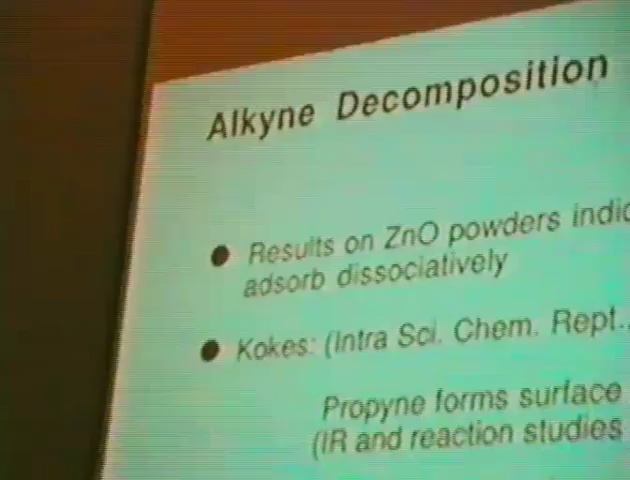 Alkyne Decomposition
● Results on ZnO powders indic
adsorb dissociatively
● Kokes: (Intra Sci. Chem. Rept.,
Propyne forms surface
(IR and reaction studies